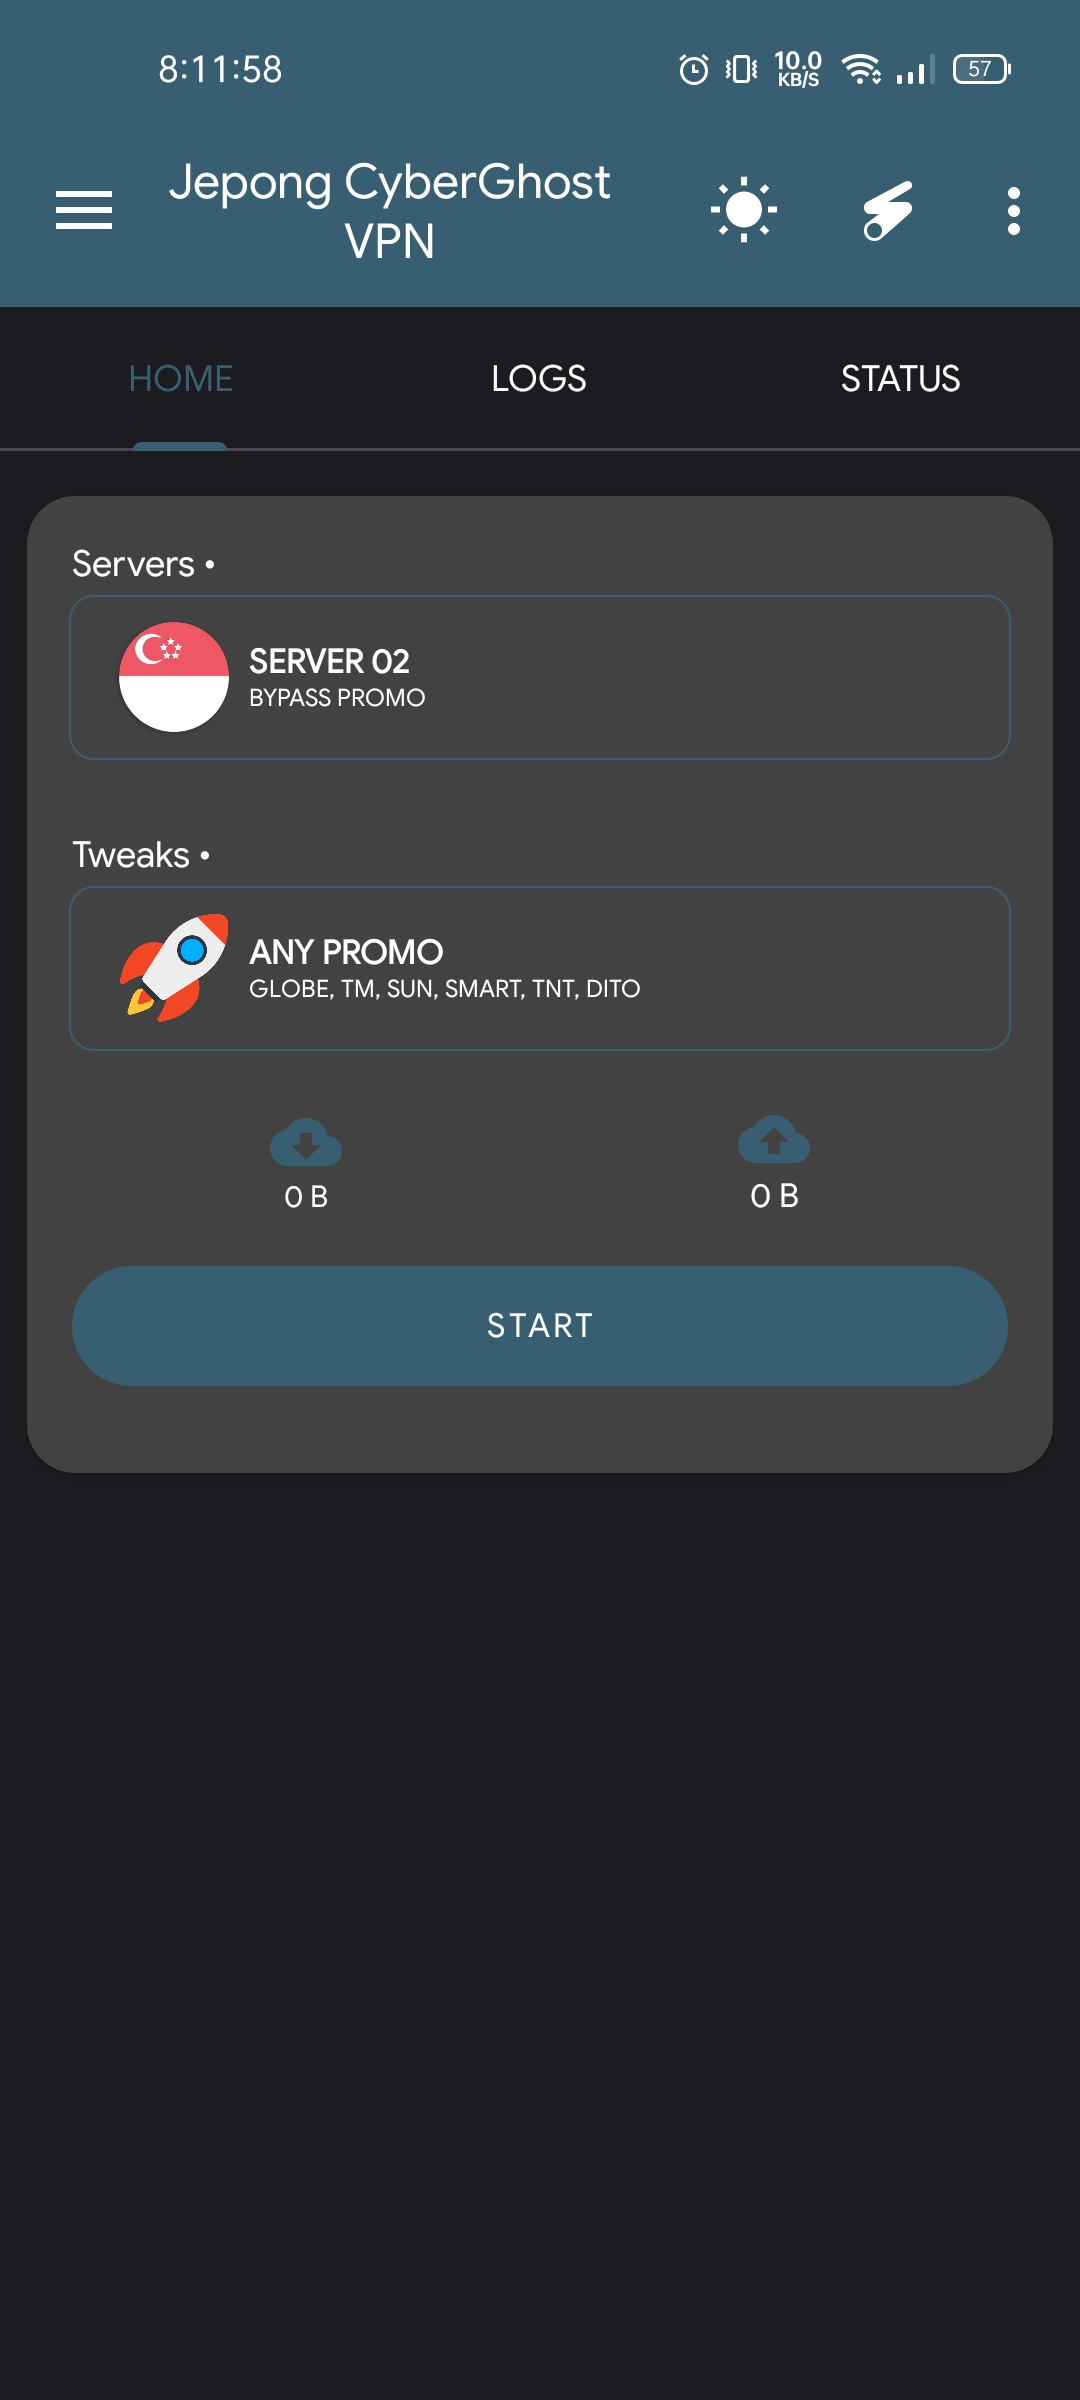 8:11:58
10.0
KB/S
57
Jepong CyberGhost
VPN
HOME
LOGS
STATUS
Servers •
SERVER 02
BYPASS PROMO
Tweaks •
ANY PROMO
GLOBE, TM, SUN, SMART, TNT, DITO
0 B
0 B
START